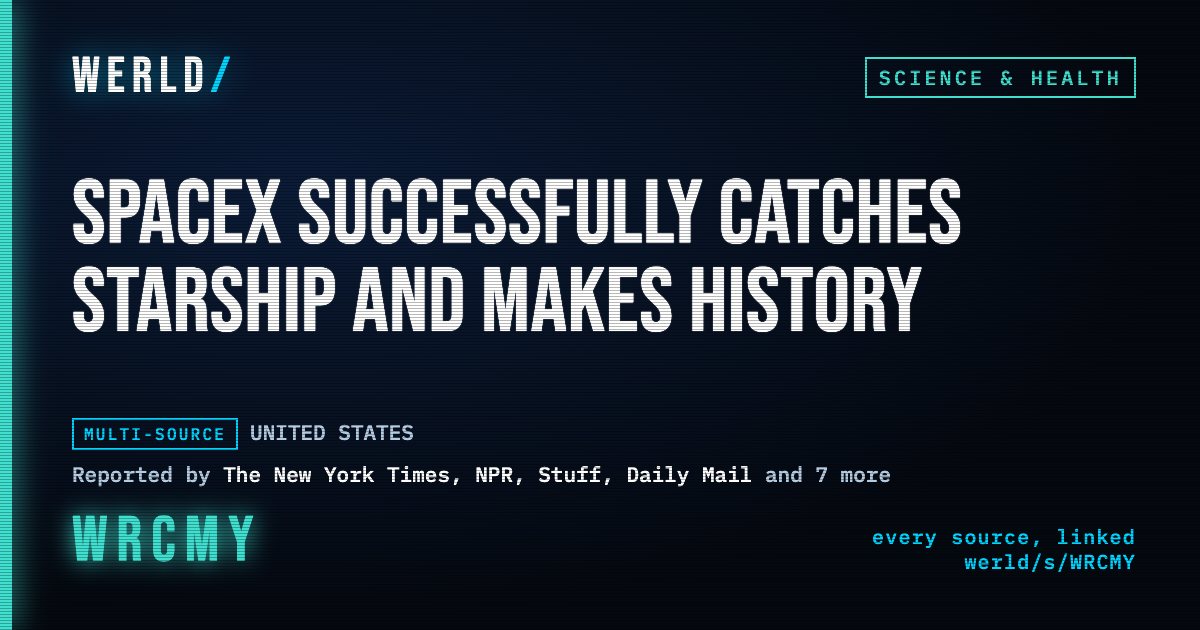 WERLD/
SCIENCE & HEALTH
SPACEX SUCCESSFULLY CATCHES
STARSHIP AND MAKES HISTORY
MULTI-SOURCE UNITED STATES
Reported by The New York Times, NPR, Stuff, Daily Mail and 7 more
WRCMY
every source, linked
werld/s/WRCMY